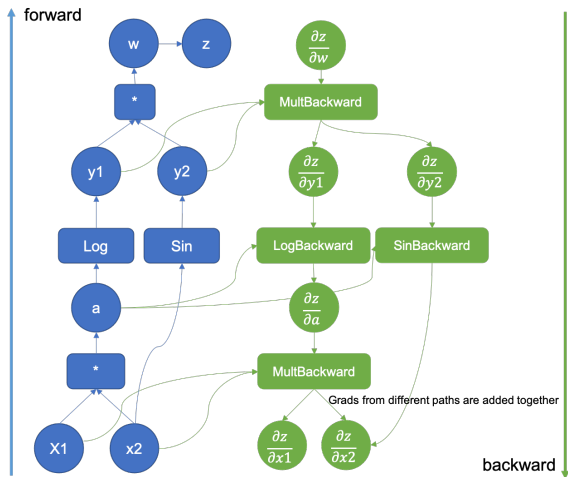 forward
w
z
∂z
∂w
*
MultBackward
y1
y2
∂z
∂y1
∂z
∂y2
Log
Sin
LogBackward
SinBackward
a
∂z
∂a
*
MultBackward
Grads from different paths are added together
X1
x2
∂z
∂x1
∂z
∂x2
backward